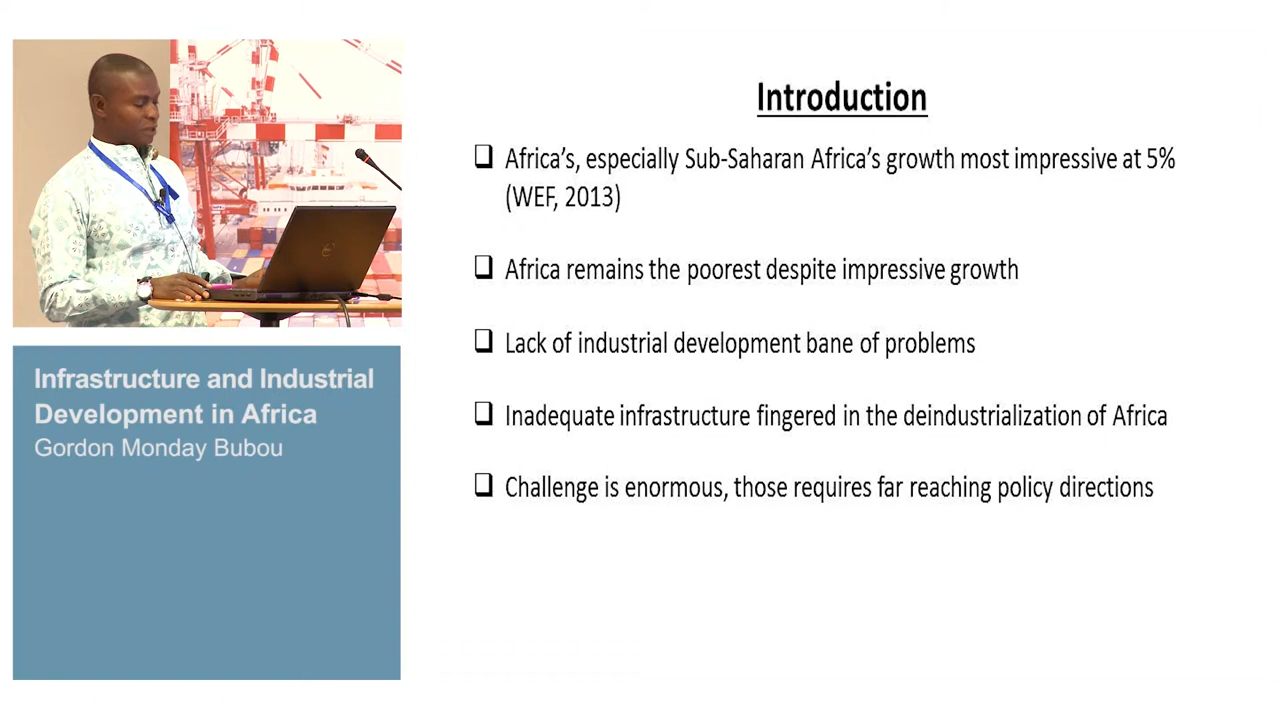 Infrastructure and Industrial
Development in Africa
Gordon Monday Bubou
Introduction
Africa’s, especially Sub-Saharan Africa’s growth most impressive at 5%
(WEF, 2013)
Africa remains the poorest despite impressive growth
Lack of industrial development bane of problems
Inadequate infrastructure fingered in the deindustrialization of Africa
Challenge is enormous, those requires far reaching policy directions